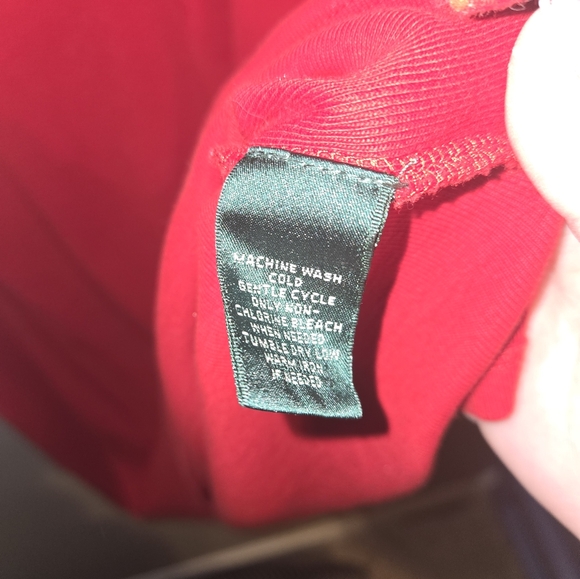 MACHINE WASH
COLD
GENTLE CYCLE
ONLY NON-
CHLORINE BLEACH
WHEN NEEDED
TUMBLE DRY LOW
WARM IRON
IF NEEDED